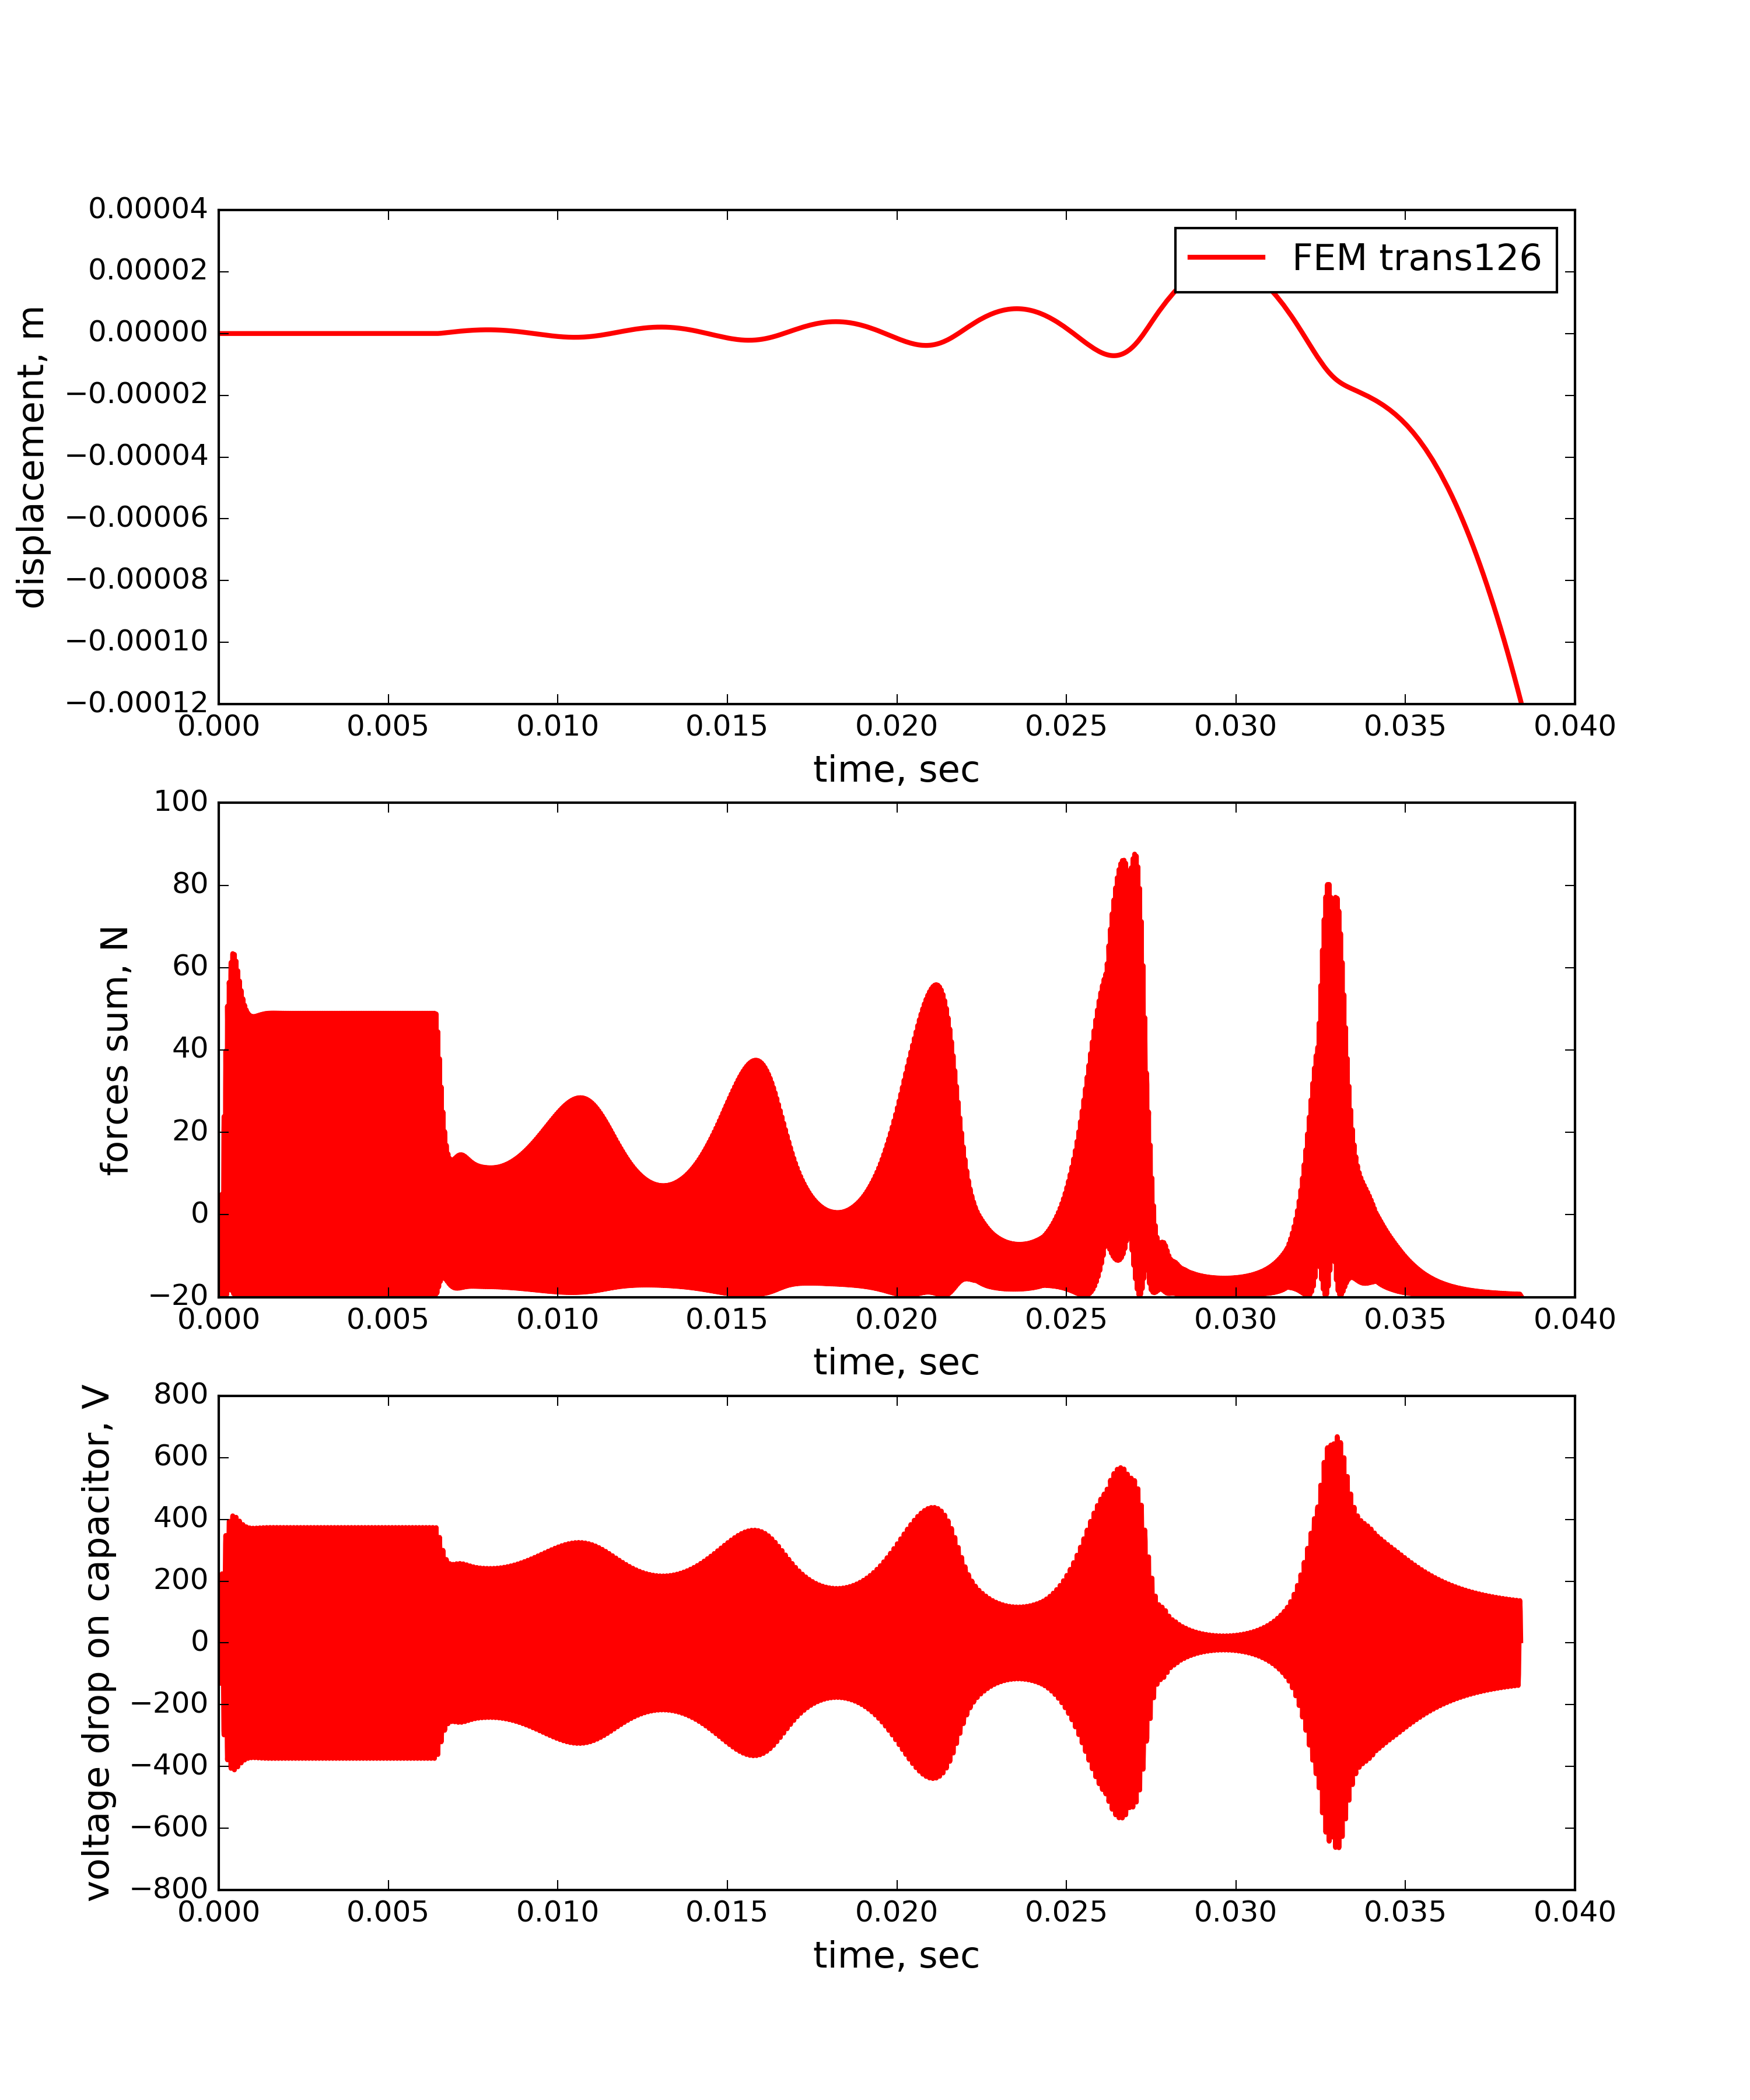 0.00004
0.00002
0.00000
−0.00002
−0.00004
−0.00006
−0.00008
−0.00010
−0.00012
displacement, m
FEM trans126
0.000 0.005 0.010 0.015 0.020 0.025 0.030 0.035 0.040
time, sec
100
80
60
40
20
0
−20
forces sum, N
0.000 0.005 0.010 0.015 0.020 0.025 0.030 0.035 0.040
time, sec
800
600
400
200
0
−200
−400
−600
−800
voltage drop on capacitor, V
0.000 0.005 0.010 0.015 0.020 0.025 0.030 0.035 0.040
time, sec